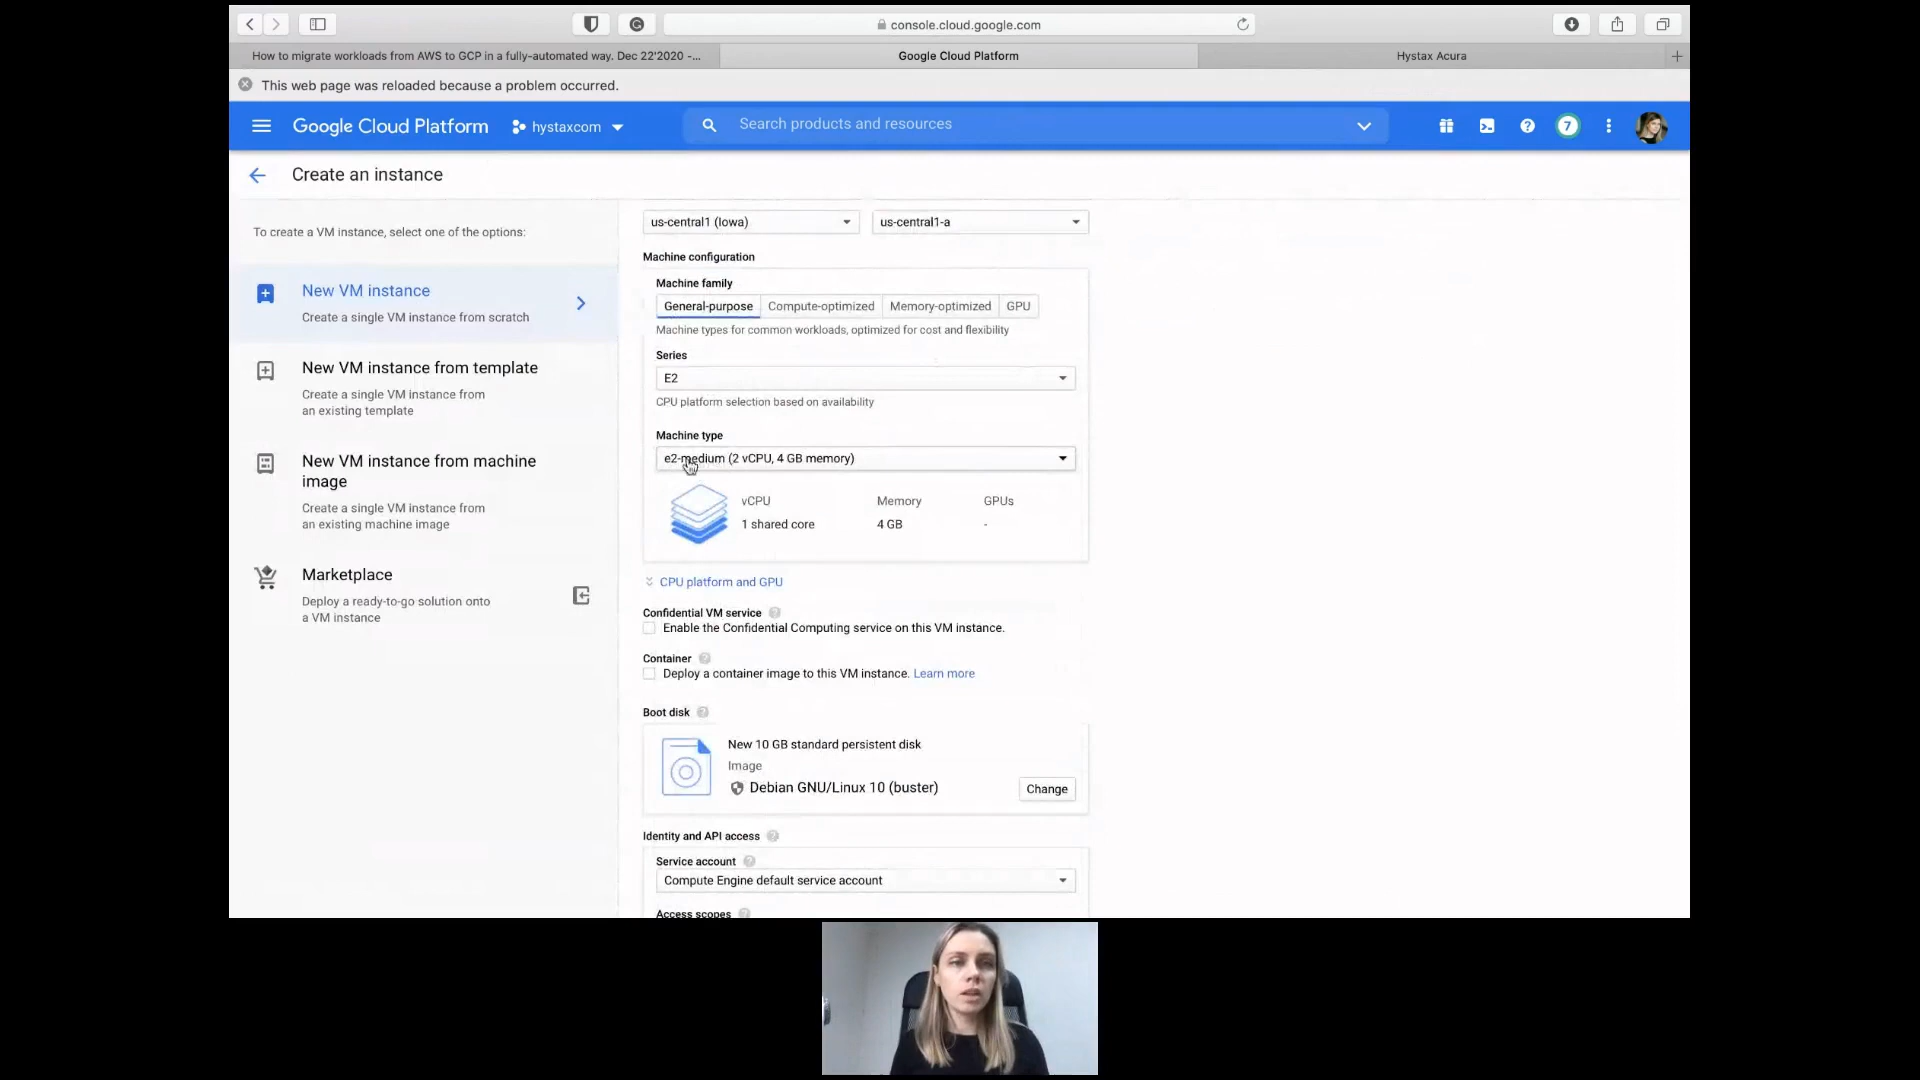 console.cloud.google.com
How to migrate workloads from AWS to GCP in a fully-automated way. Dec 22'2020 -...
Google Cloud Platform
Hystax Acura
This web page was reloaded because a problem occurred.
Google Cloud Platform
hystaxcom
Search products and resources
7
Create an instance
To create a VM instance, select one of the options:
New VM instance
Create a single VM instance from scratch
New VM instance from template
Create a single VM instance from
an existing template
New VM instance from machine
image
Create a single VM instance from
an existing machine image
Marketplace
Deploy a ready-to-go solution onto
a VM instance
us-central1 (Iowa)
us-central1-a
Machine configuration
Machine family
General-purpose
Compute-optimized
Memory-optimized
GPU
Machine types for common workloads, optimized for cost and flexibility
Series
E2
CPU platform selection based on availability
Machine type
e2-medium (2 vCPU, 4 GB memory)
vCPU
Memory
GPUs
1 shared core
4 GB
-
CPU platform and GPU
Confidential VM service
Enable the Confidential Computing service on this VM instance.
Container
Deploy a container image to this VM instance. Learn more
Boot disk
New 10 GB standard persistent disk
Image
Debian GNU/Linux 10 (buster)
Change
Identity and API access
Service account
Compute Engine default service account
Access scopes